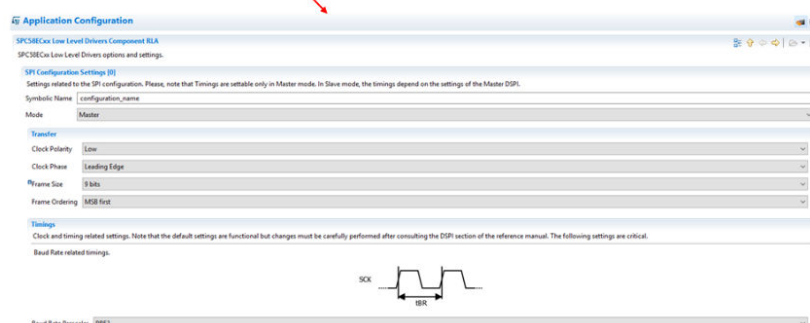 Application Configuration
SPC58ECxx Low Level Drivers Component RLA
SPC58ECxx Low Level Drivers options and settings.
SPI Configuration Settings [0]
Settings related to the SPI configuration. Please, note that Timings are settable only in Master mode. In Slave mode, the timings depend on the settings of the Master DSPI.
Symbolic Name configuration_name
Mode Master
Transfer
Clock Polarity Low
Clock Phase Leading Edge
Frame Size 9 bits
Frame Ordering MSB first
Timings
Clock and timing related settings. Note that the default settings are functional but changes must be carefully performed after consulting the DSPI section of the reference manual. The following settings are critical.
Baud Rate related timings.
SCK
tBR
Baud Rate Prescaler